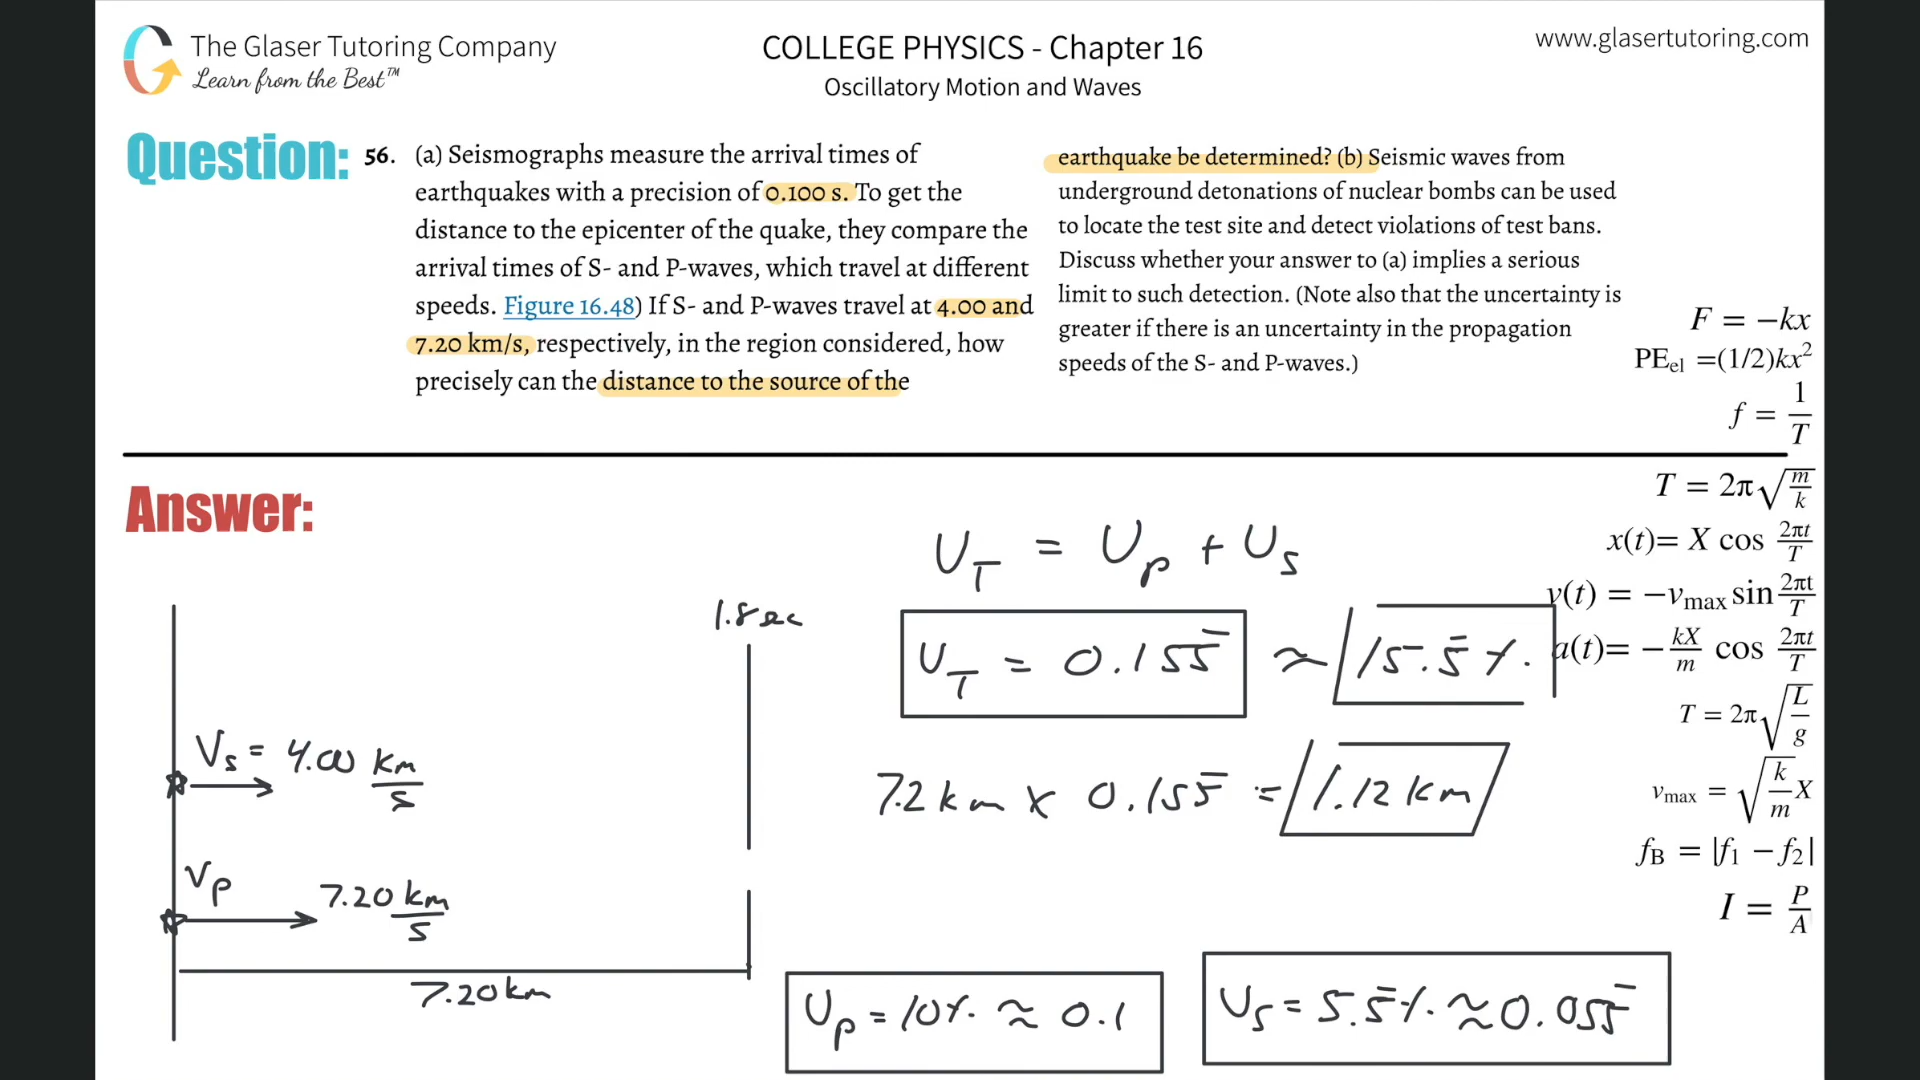 The Glaser Tutoring Company
Learn from the Best™
COLLEGE PHYSICS - Chapter 16
Oscillatory Motion and Waves
www.glasertutoring.com
Question:
56. (a) Seismographs measure the arrival times of
earthquakes with a precision of 0.100 s. To get the
distance to the epicenter of the quake, they compare the
arrival times of S- and P-waves, which travel at different
speeds. Figure 16.48) If S- and P-waves travel at 4.00 and
7.20 km/s, respectively, in the region considered, how
precisely can the distance to the source of the
earthquake be determined? (b) Seismic waves from
underground detonations of nuclear bombs can be used
to locate the test site and detect violations of test bans.
Discuss whether your answer to (a) implies a serious
limit to such detection. (Note also that the uncertainty is
greater if there is an uncertainty in the propagation
speeds of the S- and P-waves.)
F = −kx
PEel =(1/2)kx²
f = 1/T
T = 2π√(m/k)
x(t)= X cos 2πt/T
v(t) = −vmax sin 2πt/T
a(t)= − kX/m cos 2πt/T
T = 2π√(L/g)
vmax = √(k/m) X
fB = |f1 − f2|
I = P/A
Answer:
UT = Up + Us
UT = 0.155̅ ≈ 15.5̅ %.
7.2 km x 0.155̅ = 1.12 km
1.8 sec
Vs = 4.00 km/s
Vp 7.20 km/s
7.20 km
Up = 10%. ≈ 0.1
Us = 5.5̅%. ≈ 0.055̅